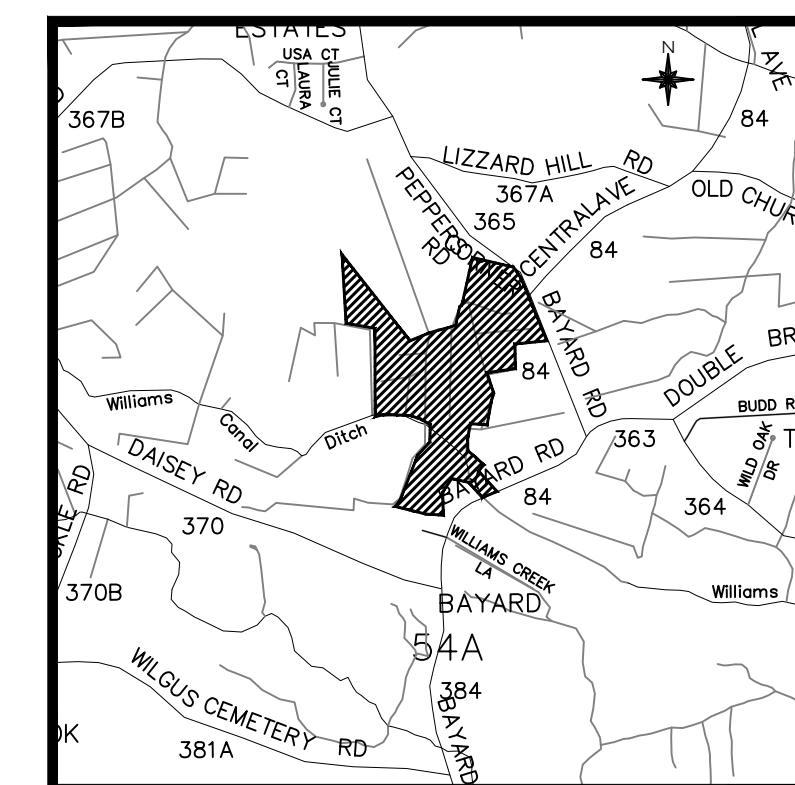 ESTATES
USA CT
LAURA CT
JULIE CT
N
AVE
367B
84
LIZZARD HILL RD
367A
365
PEPPERS
RD
CENTRAL AVE
OLD CHUR
84
BAYARD RD
84
DOUBLE BR
BUDD R
WILD OAK
DR
T
Williams Canal Ditch
DAISEY RD
BAYARD RD
363
364
84
370
RD
370B
WILLIAMS CREEK
LA
Williams
BAYARD
54A
384
BAYARD
WILGUS CEMETERY RD
381A